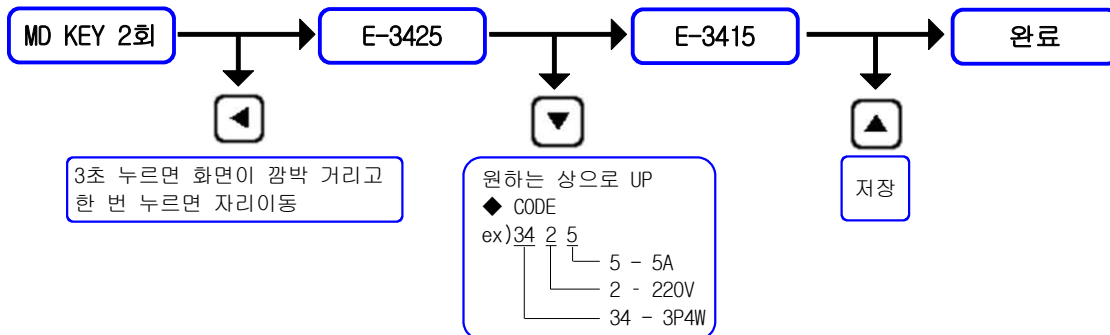 MD KEY 2회
E-3425
E-3415
완료
3초 누르면 화면이 깜박 거리고
한 번 누르면 자리이동
원하는 상으로 UP
◆ CODE
ex)34 2 5
5 - 5A
2 - 220V
34 - 3P4W
저장